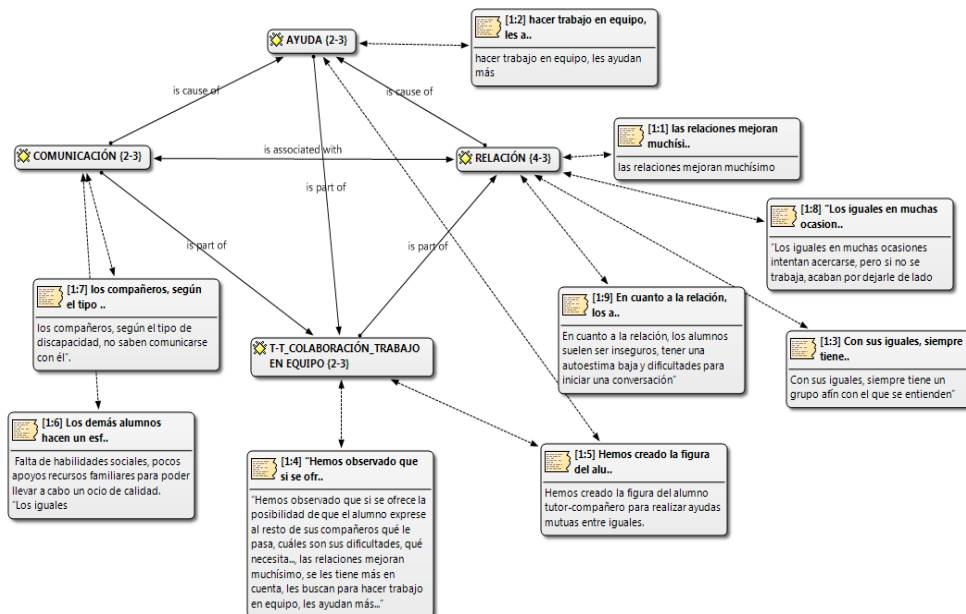 AYUDA {2-3}
[1:2] hacer trabajo en equipo,
les a..
hacer trabajo en equipo, les ayudan
más
is cause of
is cause of
COMUNICACIÓN {2-3}
is associated with
RELACIÓN {4-3}
[1:1] las relaciones mejoran
muchísi..
las relaciones mejoran muchísimo
is part of
is part of
is part of
[1:8] "Los iguales en muchas
ocasion..
"Los iguales en muchas ocasiones
intentan acercarse, pero si no se
trabaja, acaban por dejarle de lado
[1:7] los compañeros, según
el tipo ..
los compañeros, según el tipo de
discapacidad, no saben comunicarse
con él".
[1:9] En cuanto a la relación,
los a..
En cuanto a la relación, los alumnos
suelen ser inseguros, tener una
autoestima baja y dificultades para
iniciar una conversación"
[1:3] Con sus iguales, siempre
tiene..
Con sus iguales, siempre tiene un
grupo afín con el que se entienden"
T-T_COLABORACIÓN_TRABAJO
EN EQUIPO {2-3}
[1:6] Los demás alumnos
hacen un esf..
Falta de habilidades sociales, pocos
apoyos recursos familiares para poder
llevar a cabo un ocio de calidad.
"Los iguales
[1:4] "Hemos observado que
si se ofr..
"Hemos observado que si se ofrece la
posibilidad de que el alumno exprese
al resto de sus compañeros qué le
pasa, cuáles son sus dificultades, qué
necesita..., las relaciones mejoran
muchísimo, se les tiene más en
cuenta, les buscan para hacer trabajo
en equipo, les ayudan más..."
[1:5] Hemos creado la figura
del alu..
Hemos creado la figura del alumno
tutor-compañero para realizar ayudas
mutuas entre iguales.